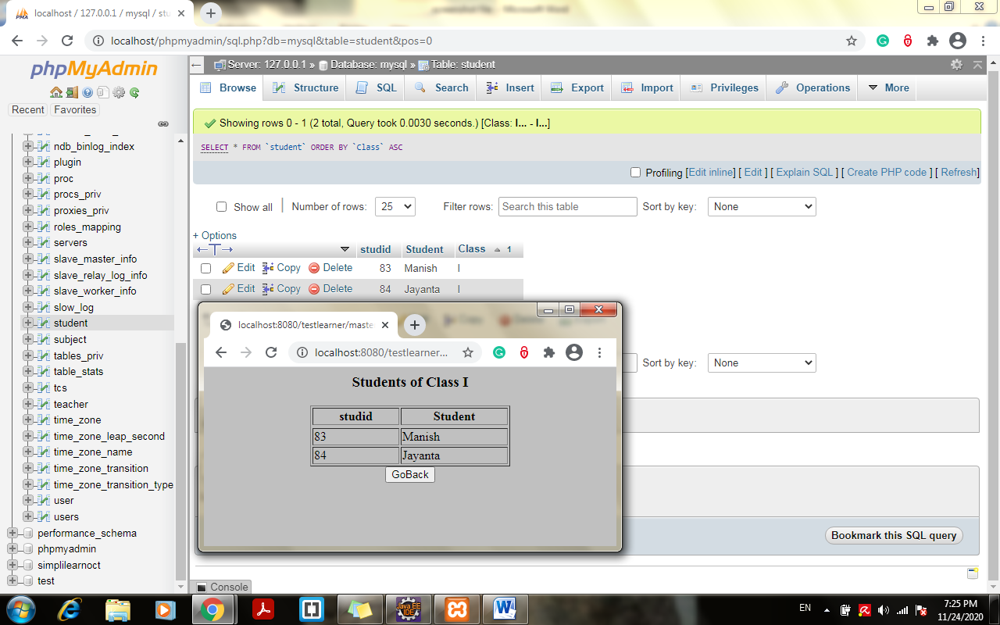 localhost / 127.0.0.1 / mysql / stu
localhost/phpmyadmin/sql.php?db=mysql&table=student&pos=0
phpMyAdmin
Recent Favorites
ndb_binlog_index
plugin
proc
procs_priv
proxies_priv
roles_mapping
servers
slave_master_info
slave_relay_log_info
slave_worker_info
slow_log
student
subject
tables_priv
table_stats
tcs
teacher
time_zone
time_zone_leap_second
time_zone_name
time_zone_transition
time_zone_transition_type
user
users
performance_schema
phpmyadmin
simplilearnoct
test
Server: 127.0.0.1 » Database: mysql » Table: student
Browse Structure SQL Search Insert Export Import Privileges Operations More
Showing rows 0 - 1 (2 total, Query took 0.0030 seconds.) [Class: I... - I...]
SELECT * FROM `student` ORDER BY `Class` ASC
Profiling [Edit inline] [ Edit ] [ Explain SQL ] [ Create PHP code ] [ Refresh]
Show all Number of rows: 25 Filter rows: Search this table Sort by key: None
+ Options
studid Student Class 1
Edit Copy Delete 83 Manish I
Edit Copy Delete 84 Jayanta I
localhost:8080/testlearner/maste
localhost:8080/testlearner...
Students of Class I
studid Student
83 Manish
84 Jayanta
GoBack
Sort by key: None
Bookmark this SQL query
Console
Java EE
IDE
EN
7:25 PM
11/24/2020